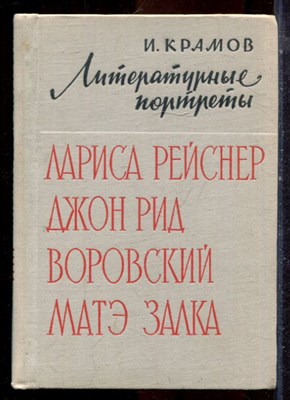 И. КРАМОВ
Литературные
портреты
ЛАРИСА РЕЙСНЕР
ДЖОН РИД
ВОРОВСКИЙ
МАТЭ ЗАЛКА